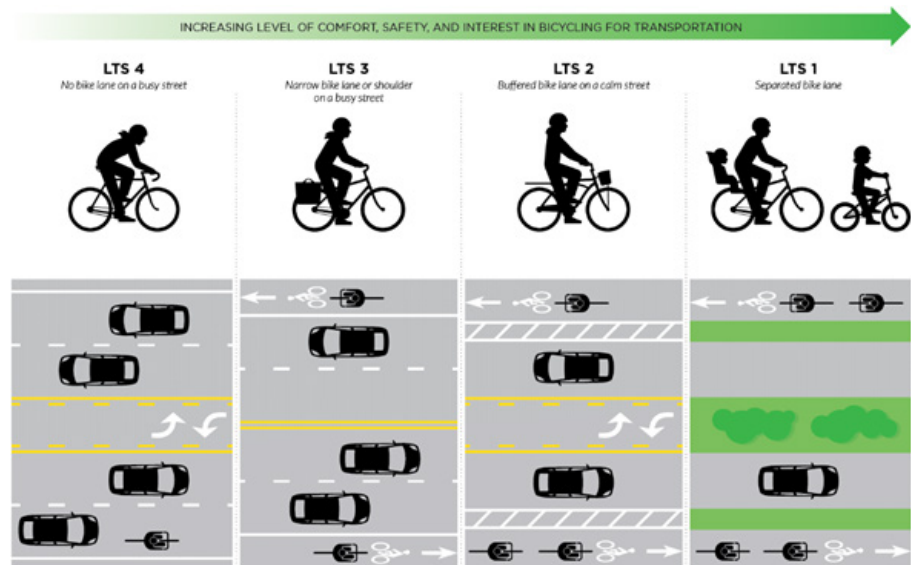 INCREASING LEVEL OF COMFORT, SAFETY, AND INTEREST IN BICYCLING FOR TRANSPORTATION
LTS 4
No bike lane on a busy street
LTS 3
Narrow bike lane or shoulder
on a busy street
LTS 2
Buffered bike lane on a calm street
LTS 1
Separated bike lane